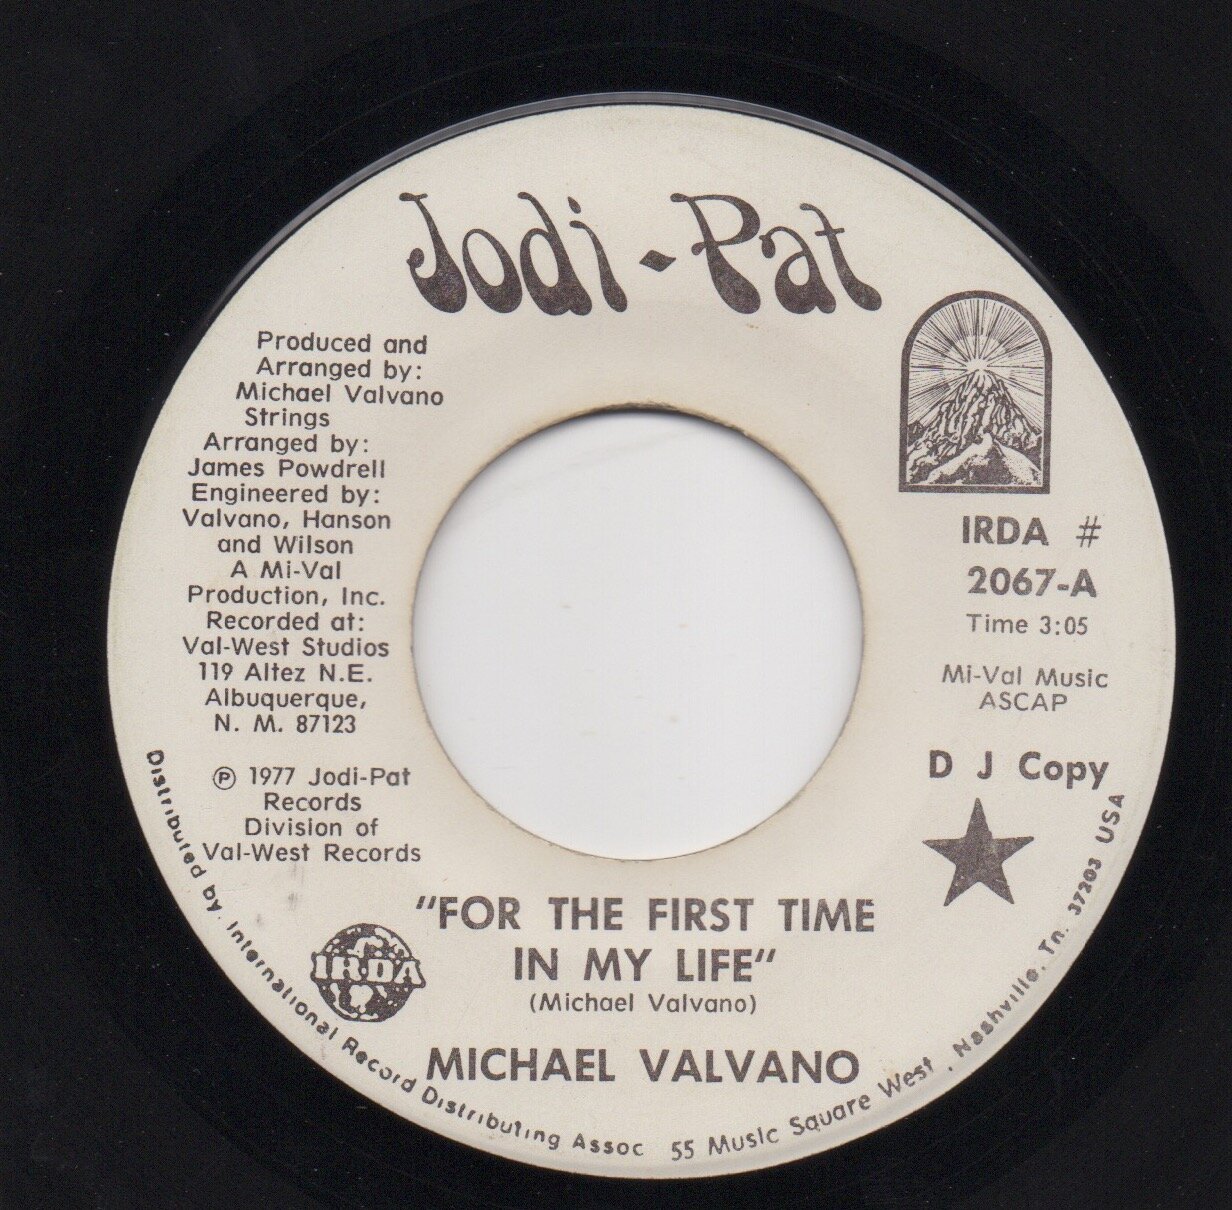 Jodi - Pat
Produced and
Arranged by:
Michael Valvano
Strings
Arranged by:
James Powdrell
Engineered by:
Valvano, Hanson
and Wilson
A Mi-Val
Production, Inc.
Recorded at:
Val-West Studios
119 Altez N.E.
Albuquerque,
N. M. 87123
℗ 1977 Jodi-Pat
Records
Division of
Val-West Records
IRDA #
2067-A
Time 3:05
Mi-Val Music
ASCAP
D J Copy
"FOR THE FIRST TIME
IN MY LIFE"
(Michael Valvano)
MICHAEL VALVANO
IRDA
Distributed by. International Record Distributing Assoc 55 Music Square West, Nashville, Tn. 37203 USA